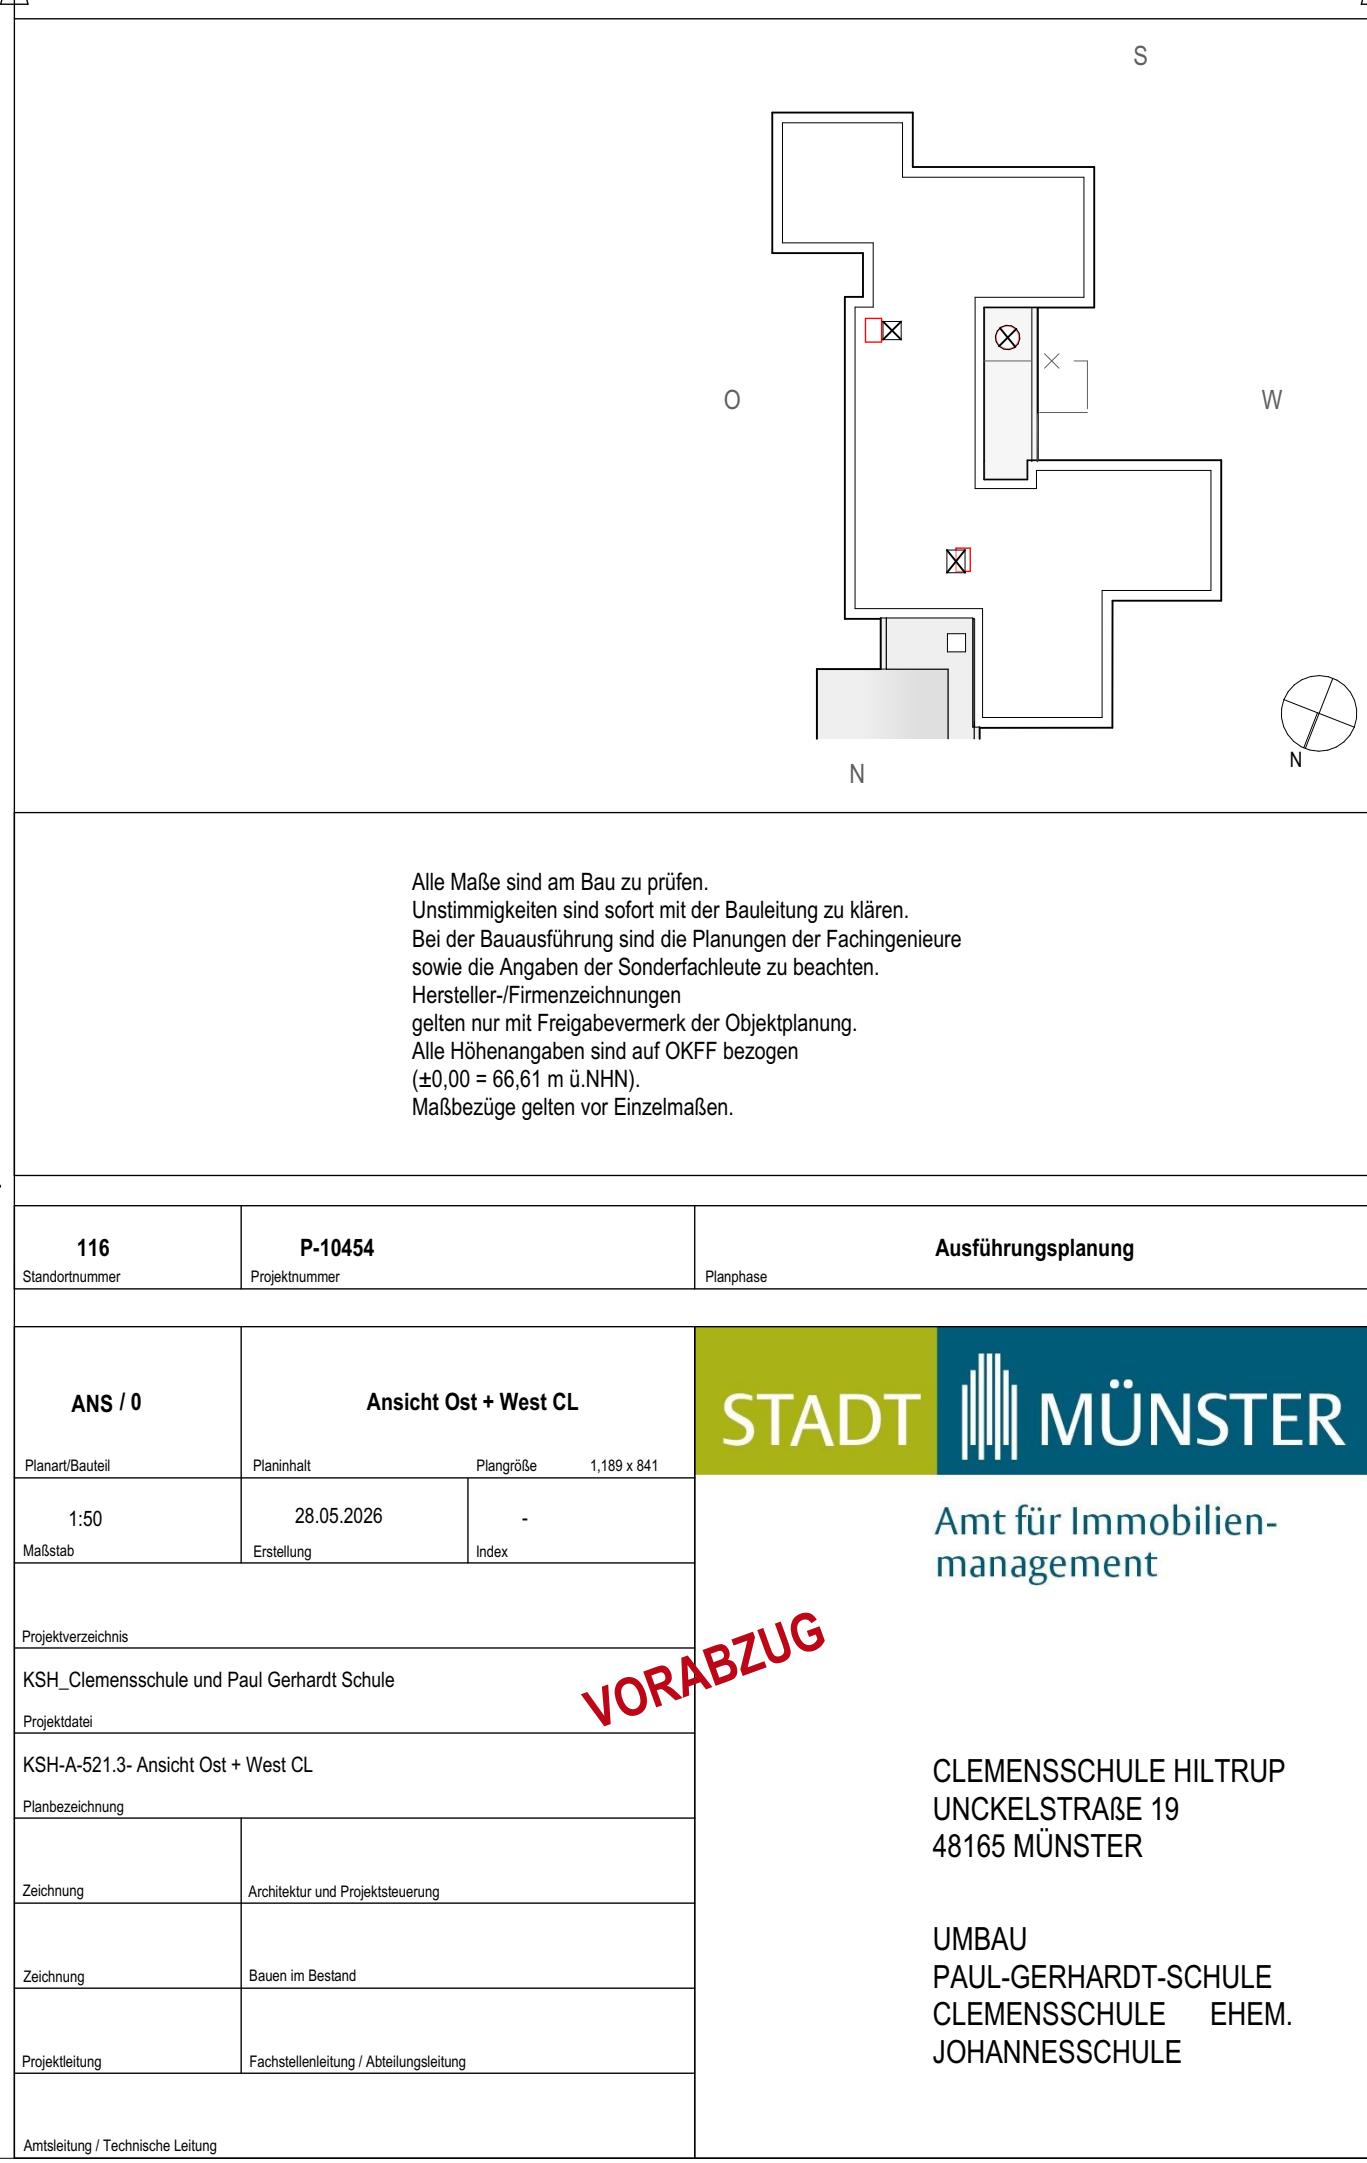 S
O
W
N
N
Alle Maße sind am Bau zu prüfen.
Unstimmigkeiten sind sofort mit der Bauleitung zu klären.
Bei der Bauausführung sind die Planungen der Fachingenieure
sowie die Angaben der Sonderfachleute zu beachten.
Hersteller-/Firmenzeichnungen
gelten nur mit Freigabevermerk der Objektplanung.
Alle Höhenangaben sind auf OKFF bezogen
(±0,00 = 66,61 m ü.NHN).
Maßbezüge gelten vor Einzelmaßen.
116
Standortnummer
P-10454
Projektnummer
Ausführungsplanung
Planphase
ANS / 0
Planart/Bauteil
Ansicht Ost + West CL
Planinhalt
Plangröße 1,189 x 841
STADT MÜNSTER
Amt für Immobilien-
management
1:50
Maßstab
28.05.2026
Erstellung
-
Index
Projektverzeichnis
VORABZUG
KSH_Clemensschule und Paul Gerhardt Schule
Projektdatei
KSH-A-521.3- Ansicht Ost + West CL
Planbezeichnung
CLEMENSSCHULE HILTRUP
UNCKELSTRAßE 19
48165 MÜNSTER
Zeichnung
Architektur und Projektsteuerung
Zeichnung
Bauen im Bestand
UMBAU
PAUL-GERHARDT-SCHULE
CLEMENSSCHULE EHEM.
JOHANNESSCHULE
Projektleitung
Fachstellenleitung / Abteilungsleitung
Amtsleitung / Technische Leitung